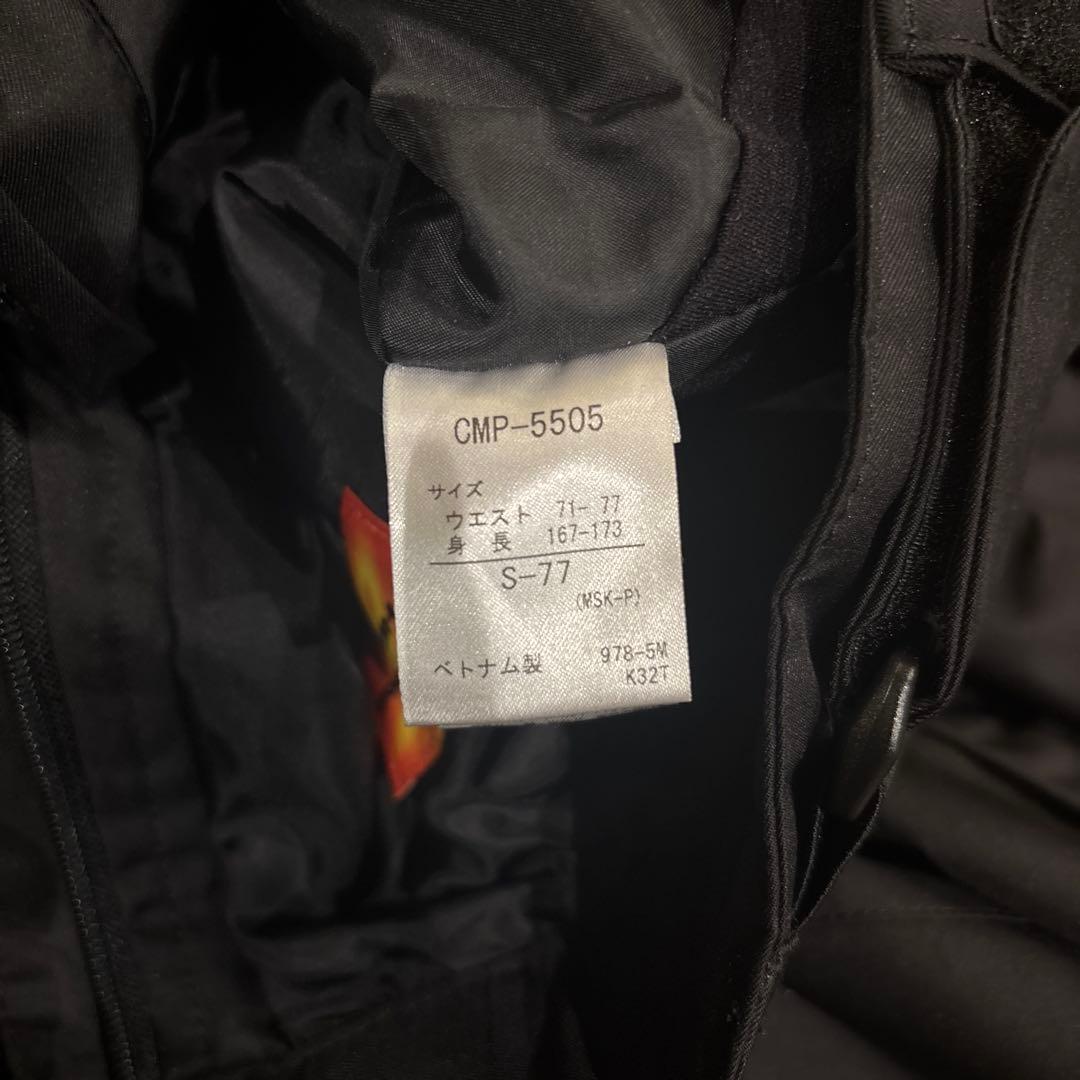 CMP-5505
サイズ
ウエスト 71- 77
身 長 167-173
S-77
(MSK-P)
ベトナム製 978-5M
K32T